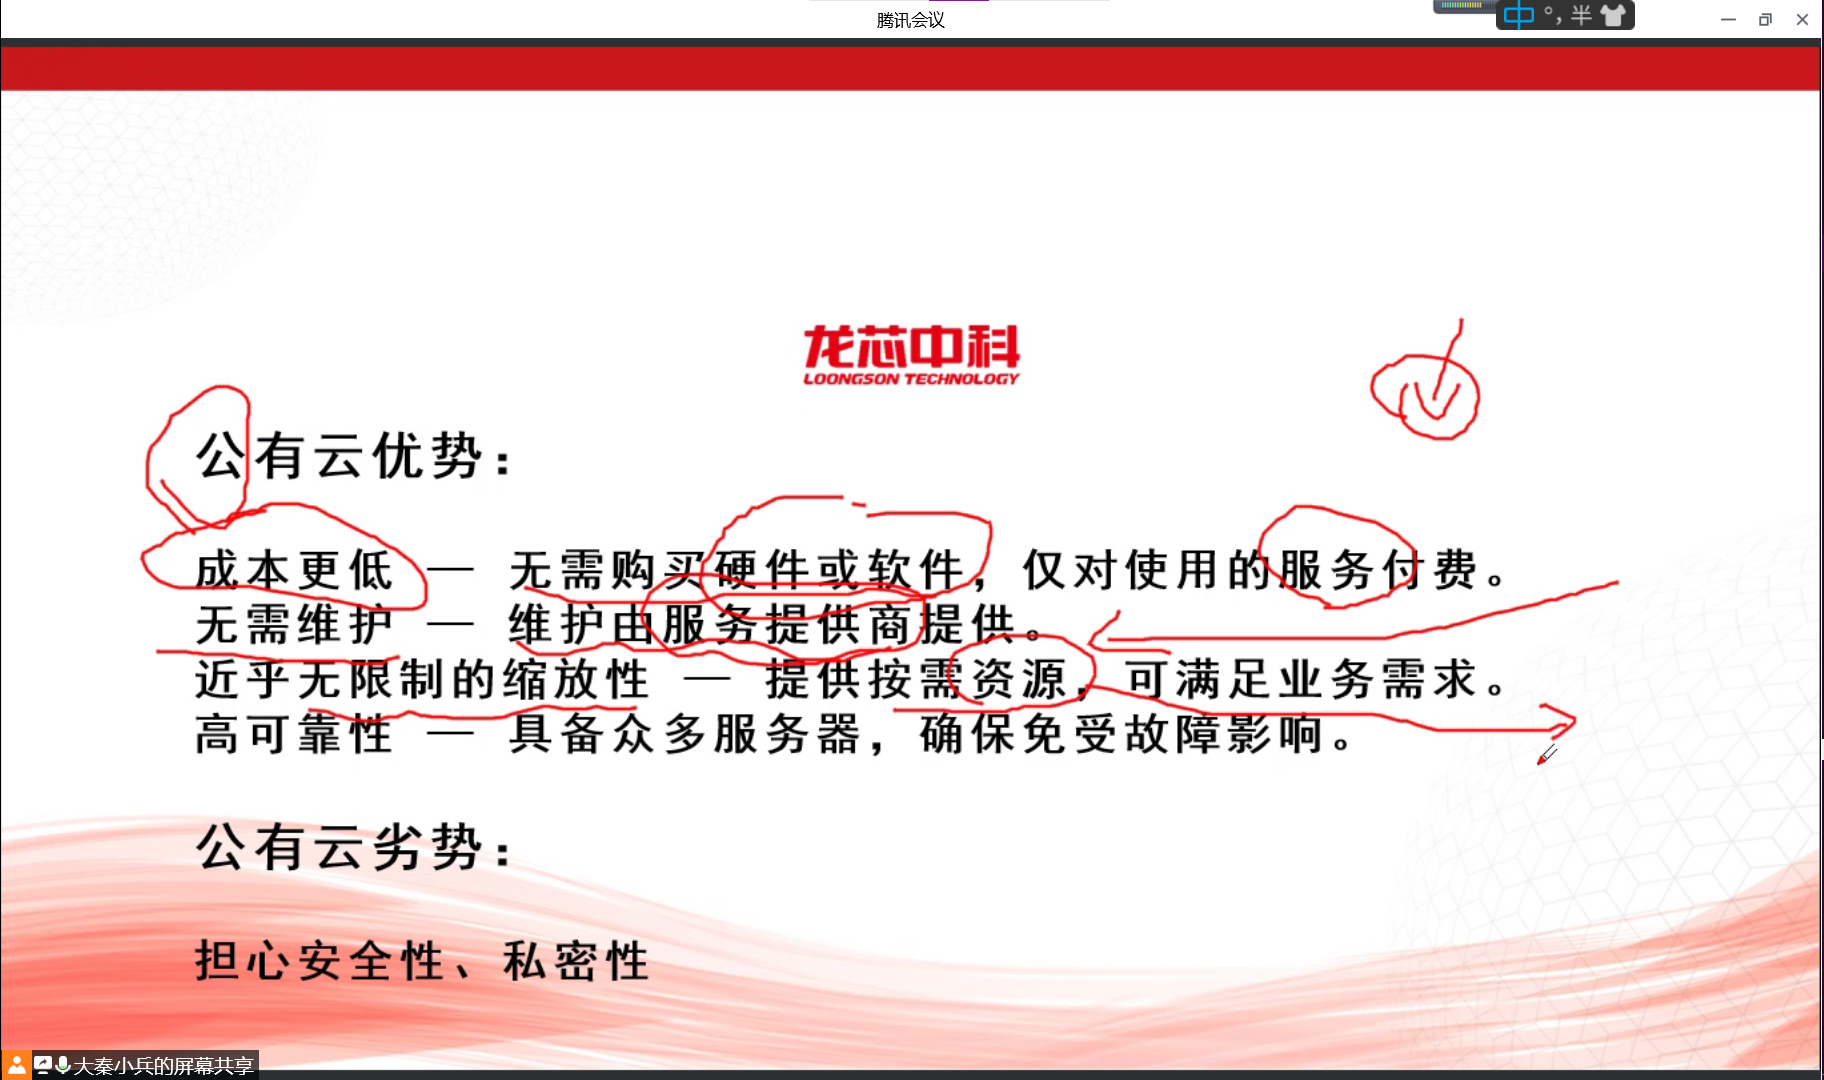 腾讯会议
中 °, 半
龙芯中科
LOONGSON TECHNOLOGY
公有云优势：
成本更低 — 无需购买硬件或软件，仅对使用的服务付费。
无需维护 — 维护由服务提供商提供。
近乎无限制的缩放性 — 提供按需资源，可满足业务需求。
高可靠性 — 具备众多服务器，确保免受故障影响。
公有云劣势：
担心安全性、私密性
大秦小兵的屏幕共享